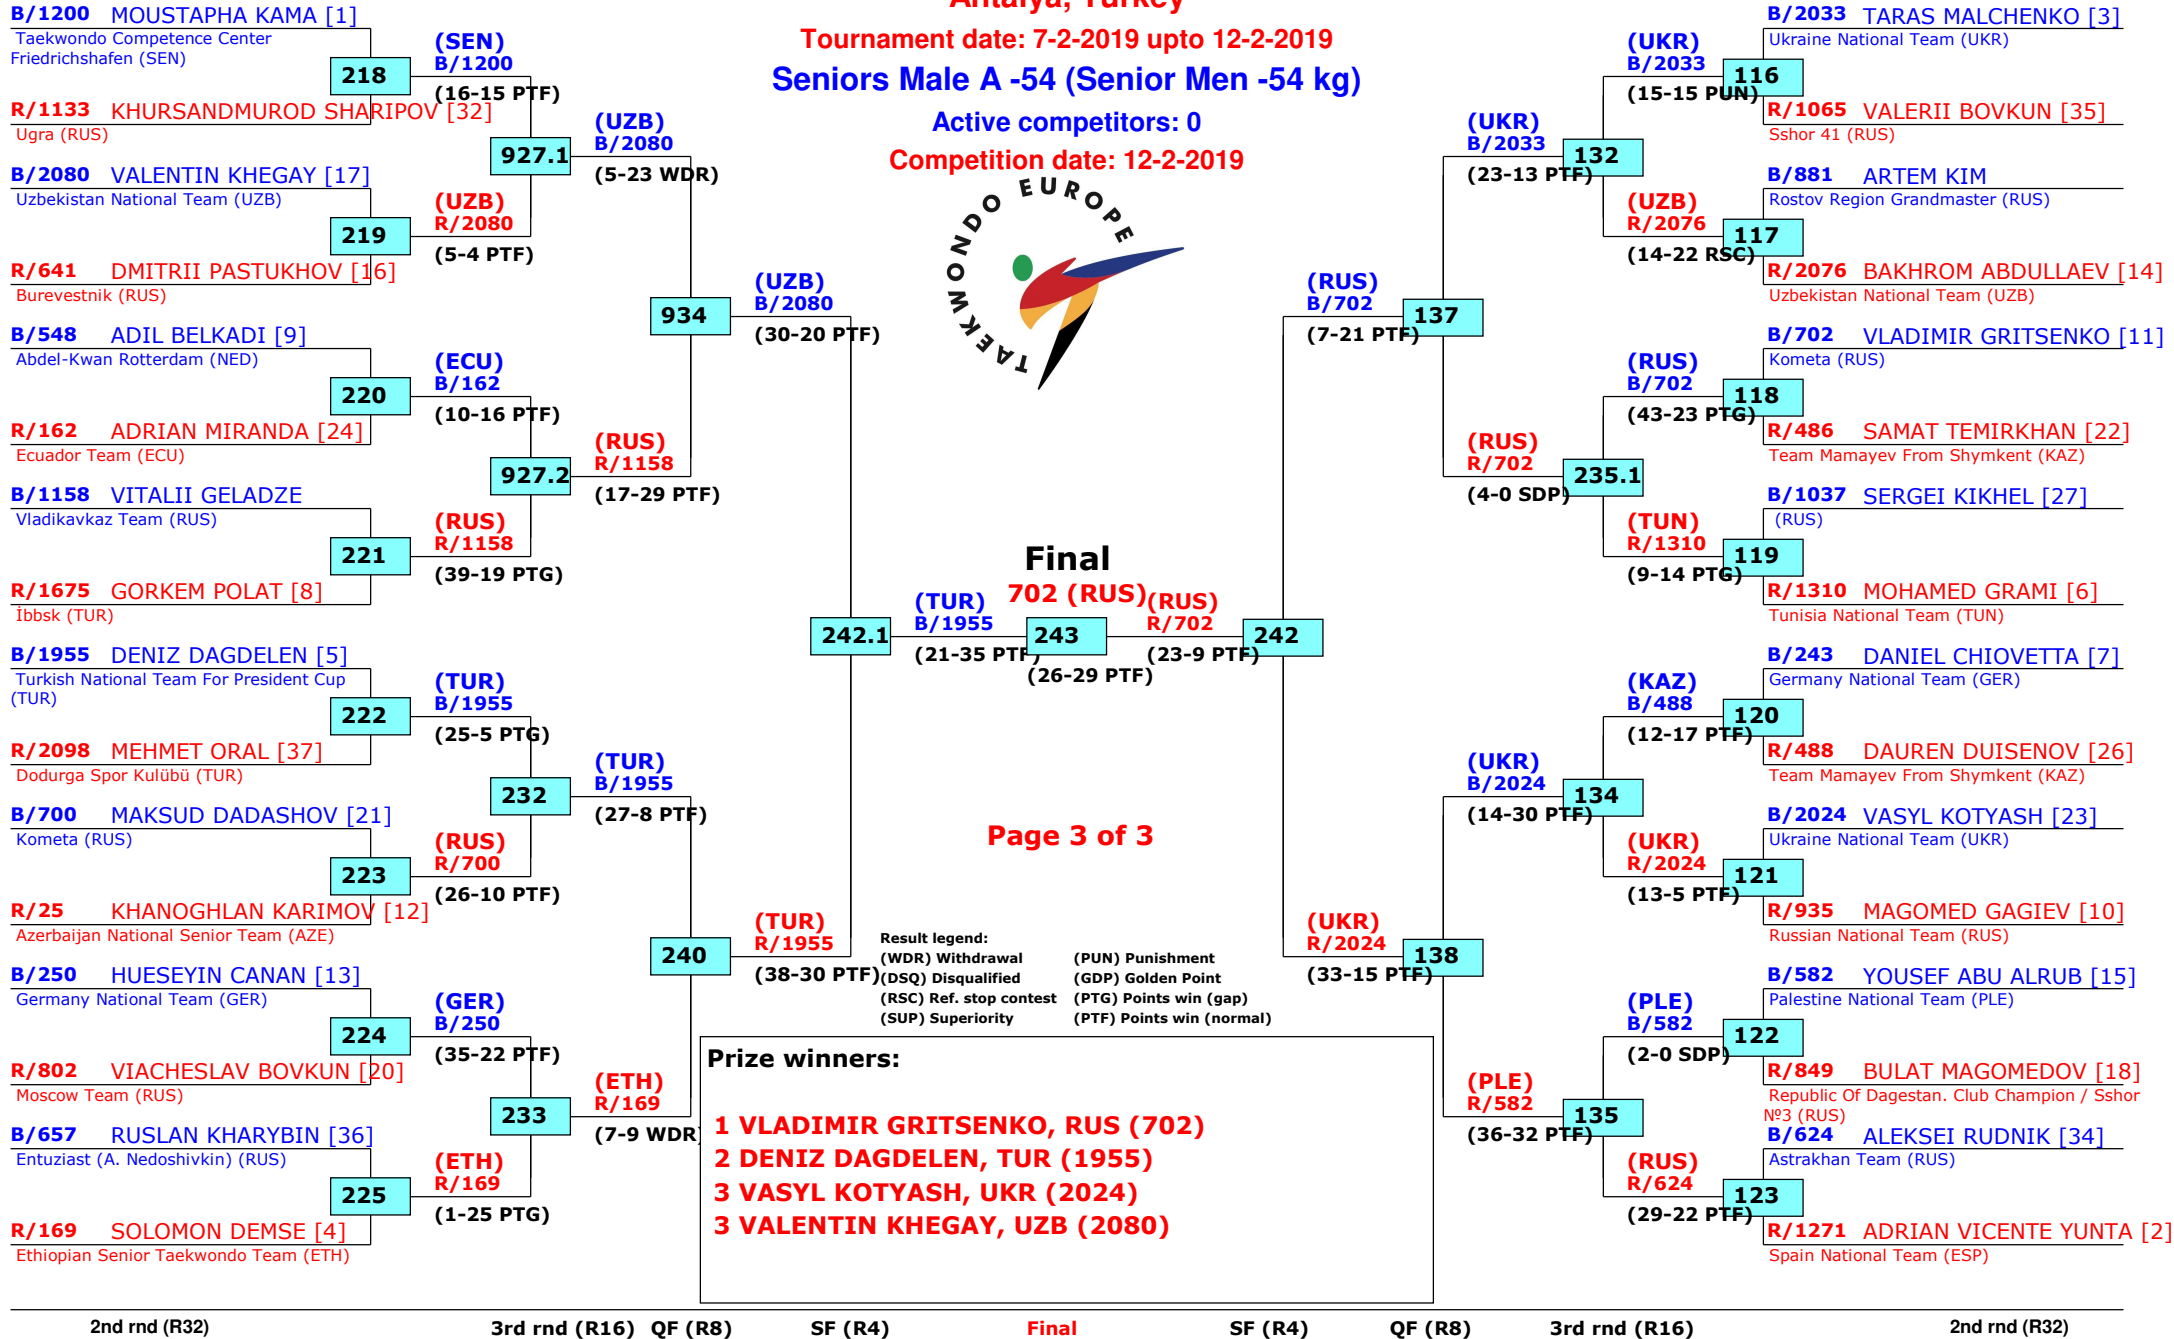 Antalya, Turkey
Tournament date: 7-2-2019 upto 12-2-2019
Seniors Male A -54 (Senior Men -54 kg)
Active competitors: 0
Competition date: 12-2-2019
TAEKWONDO EUROPE
B/1200 MOUSTAPHA KAMA [1]
Taekwondo Competence Center
Friedrichshafen (SEN)
218
R/1133 KHURSANDMUROD SHARIPOV [32]
Ugra (RUS)
B/2080 VALENTIN KHEGAY [17]
Uzbekistan National Team (UZB)
219
R/641 DMITRII PASTUKHOV [16]
Burevestnik (RUS)
B/548 ADIL BELKADI [9]
Abdel-Kwan Rotterdam (NED)
220
R/162 ADRIAN MIRANDA [24]
Ecuador Team (ECU)
B/1158 VITALII GELADZE
Vladikavkaz Team (RUS)
221
R/1675 GORKEM POLAT [8]
İbbsk (TUR)
B/1955 DENIZ DAGDELEN [5]
Turkish National Team For President Cup
(TUR)
222
R/2098 MEHMET ORAL [37]
Dodurga Spor Kulübü (TUR)
B/700 MAKSUD DADASHOV [21]
Kometa (RUS)
223
R/25 KHANOGHLAN KARIMOV [12]
Azerbaijan National Senior Team (AZE)
B/250 HUESEYIN CANAN [13]
Germany National Team (GER)
224
R/802 VIACHESLAV BOVKUN [20]
Moscow Team (RUS)
B/657 RUSLAN KHARYBIN [36]
Entuziast (A. Nedoshivkin) (RUS)
225
R/169 SOLOMON DEMSE [4]
Ethiopian Senior Taekwondo Team (ETH)
(SEN)
B/1200
(16-15 PTF)
927.1
(UZB)
R/2080
(5-4 PTF)
(ECU)
B/162
(10-16 PTF)
927.2
(RUS)
R/1158
(39-19 PTG)
(TUR)
B/1955
(25-5 PTG)
232
(RUS)
R/700
(26-10 PTF)
(GER)
B/250
(35-22 PTF)
233
(ETH)
R/169
(1-25 PTG)
(UZB)
B/2080
(5-23 WDR)
934
(RUS)
R/1158
(17-29 PTF)
(TUR)
B/1955
(27-8 PTF)
240
(ETH)
R/169
(7-9 WDR)
(UZB)
B/2080
(30-20 PTF)
242.1
(TUR)
R/1955
(38-30 PTF)
(TUR)
B/1955
(21-35 PTF)
Final
702 (RUS)
243
(26-29 PTF)
(RUS)
R/702
(23-9 PTF)
242
Page 3 of 3
(RUS)
B/702
(7-21 PTF)
137
(UKR)
R/2024
(33-15 PTF)
138
(UKR)
B/2033
(23-13 PTF)
132
(RUS)
R/702
(4-0 SDP)
235.1
(UKR)
B/2024
(14-30 PTF)
134
(PLE)
R/582
(36-32 PTF)
135
(UKR)
B/2033
(15-15 PUN)
116
(UZB)
R/2076
(14-22 RSC)
117
(RUS)
B/702
(43-23 PTG)
118
(TUN)
R/1310
(9-14 PTG)
119
(KAZ)
B/488
(12-17 PTF)
120
(UKR)
R/2024
(13-5 PTF)
121
(PLE)
B/582
(2-0 SDP)
122
(RUS)
R/624
(29-22 PTF)
123
B/2033 TARAS MALCHENKO [3]
Ukraine National Team (UKR)
R/1065 VALERII BOVKUN [35]
Sshor 41 (RUS)
B/881 ARTEM KIM
Rostov Region Grandmaster (RUS)
R/2076 BAKHROM ABDULLAEV [14]
Uzbekistan National Team (UZB)
B/702 VLADIMIR GRITSENKO [11]
Kometa (RUS)
R/486 SAMAT TEMIRKHAN [22]
Team Mamayev From Shymkent (KAZ)
B/1037 SERGEI KIKHEL [27]
(RUS)
R/1310 MOHAMED GRAMI [6]
Tunisia National Team (TUN)
B/243 DANIEL CHIOVETTA [7]
Germany National Team (GER)
R/488 DAUREN DUISENOV [26]
Team Mamayev From Shymkent (KAZ)
B/2024 VASYL KOTYASH [23]
Ukraine National Team (UKR)
R/935 MAGOMED GAGIEV [10]
Russian National Team (RUS)
B/582 YOUSEF ABU ALRUB [15]
Palestine National Team (PLE)
R/849 BULAT MAGOMEDOV [18]
Republic Of Dagestan. Club Champion / Sshor
№3 (RUS)
B/624 ALEKSEI RUDNIK [34]
Astrakhan Team (RUS)
R/1271 ADRIAN VICENTE YUNTA [2]
Spain National Team (ESP)
Result legend:
(WDR) Withdrawal (PUN) Punishment
(DSQ) Disqualified (GDP) Golden Point
(RSC) Ref. stop contest (PTG) Points win (gap)
(SUP) Superiority (PTF) Points win (normal)
Prize winners:
1 VLADIMIR GRITSENKO, RUS (702)
2 DENIZ DAGDELEN, TUR (1955)
3 VASYL KOTYASH, UKR (2024)
3 VALENTIN KHEGAY, UZB (2080)
2nd rnd (R32) 3rd rnd (R16) QF (R8) SF (R4) Final SF (R4) QF (R8) 3rd rnd (R16) 2nd rnd (R32)